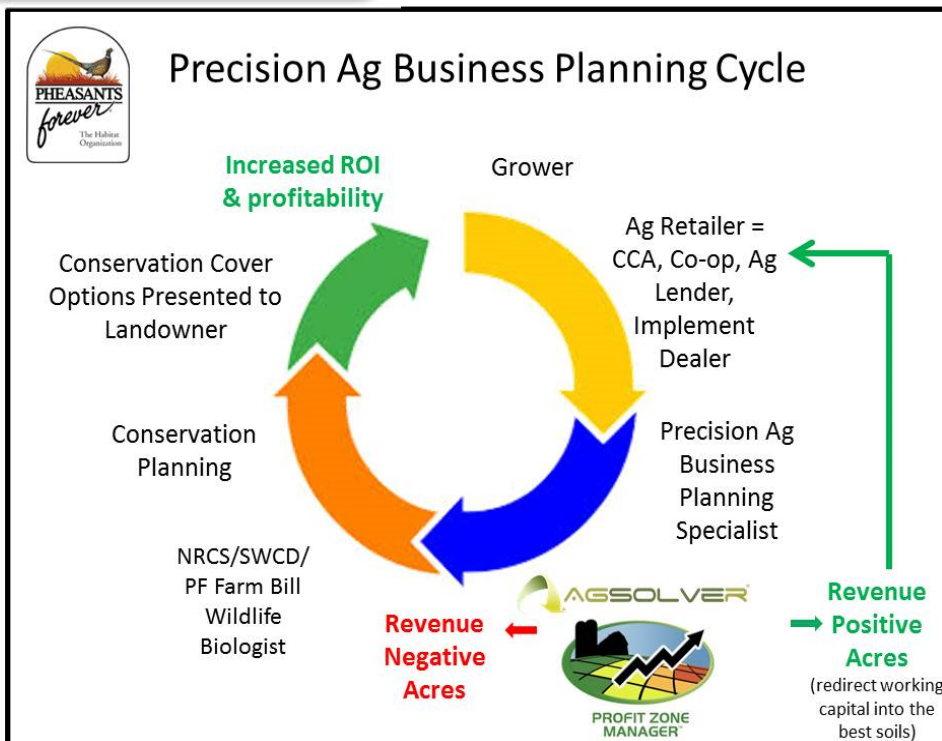 Precision Ag Business Planning Cycle
PHEASANTS
forever
The Habitat
Organization
Increased ROI
& profitability
Grower
Ag Retailer =
CCA, Co-op, Ag
Lender,
Implement
Dealer
Precision Ag
Business
Planning
Specialist
AGSOLVER
PROFIT ZONE
MANAGER™
Revenue
Positive
Acres
(redirect working
capital into the
best soils)
Revenue
Negative
Acres
NRCS/SWCD/
PF Farm Bill
Wildlife
Biologist
Conservation
Planning
Conservation Cover
Options Presented to
Landowner